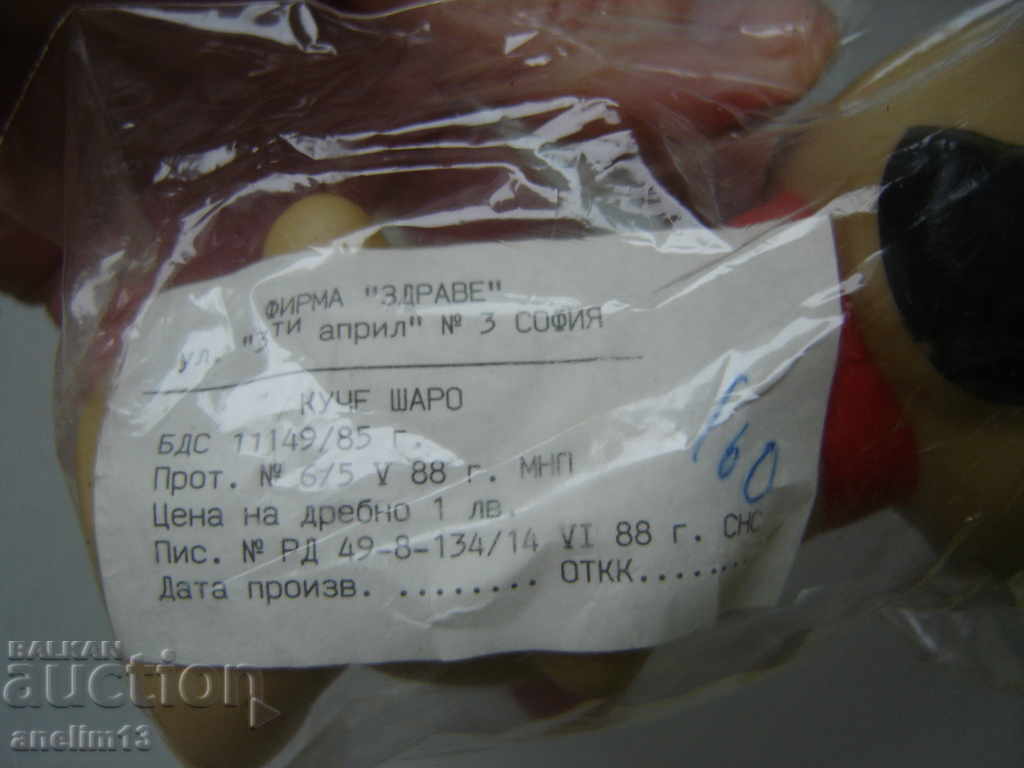 ФИРМА "ЗДРАВЕ"
ул. "3ти април" № 3 СОФИЯ
КУЧЕ ШАРО
БДС 11149/85 г.
Прот. № 6/5 V 88 г. МНП
Цена на дребно 1 лв.
Пис. № РД 49-8-134/14 VI 88 г. СНС
Дата произв. ........ ОТКК........
60
BALKAN
auction
anelim13